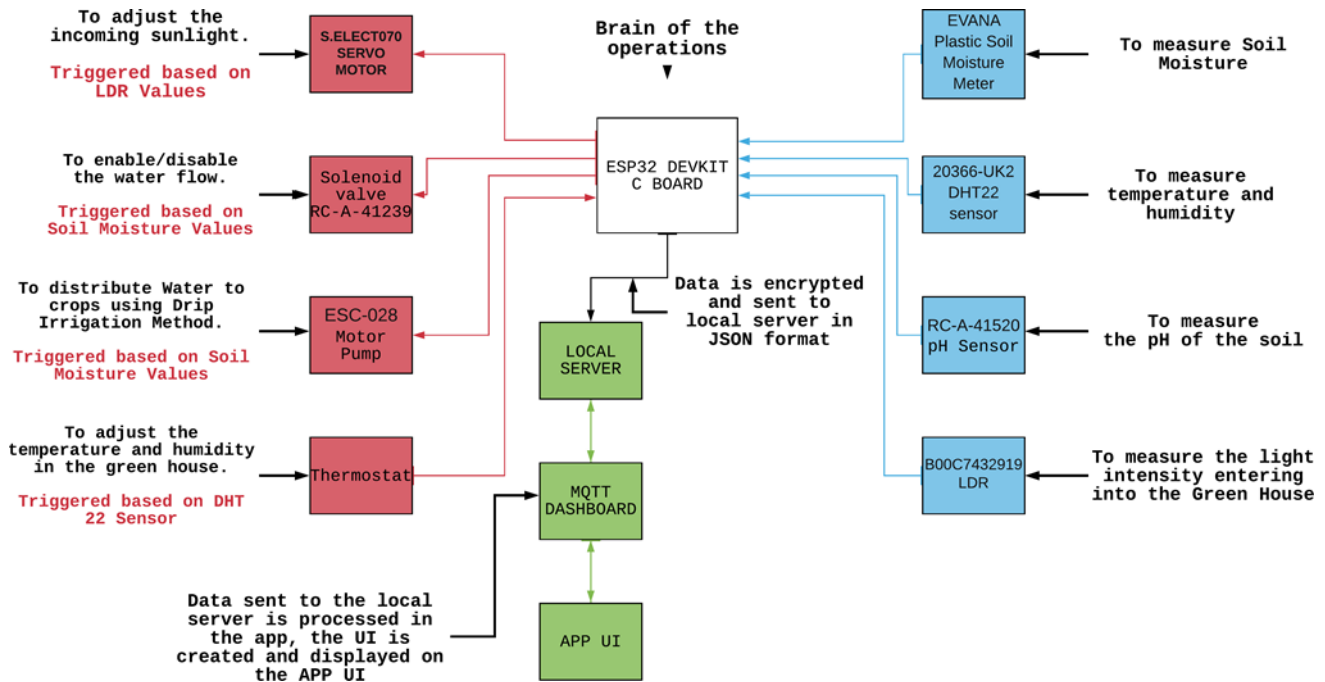 To adjust the
incoming sunlight.
Triggered based on
LDR Values
S.ELECT070
SERVO
MOTOR
To enable/disable
the water flow.
Triggered based on
Soil Moisture Values
Solenoid
valve
RC-A-41239
To distribute Water to
crops using Drip
Irrigation Method.
Triggered based on Soil
Moisture Values
ESC-028
Motor
Pump
To adjust the
temperature and humidity
in the green house.
Triggered based on DHT
22 Sensor
Thermostat
Brain of the
operations
ESP32 DEVKIT
C BOARD
Data is encrypted
and sent to
local server in
JSON format
LOCAL
SERVER
MQTT
DASHBOARD
APP UI
Data sent to the local
server is processed in
the app, the UI is
created and displayed on
the APP UI
EVANA
Plastic Soil
Moisture
Meter
To measure Soil
Moisture
20366-UK2
DHT22
sensor
To measure
temperature and
humidity
RC-A-41520
pH Sensor
To measure
the pH of the soil
B00C7432919
LDR
To measure the light
intensity entering
into the Green House